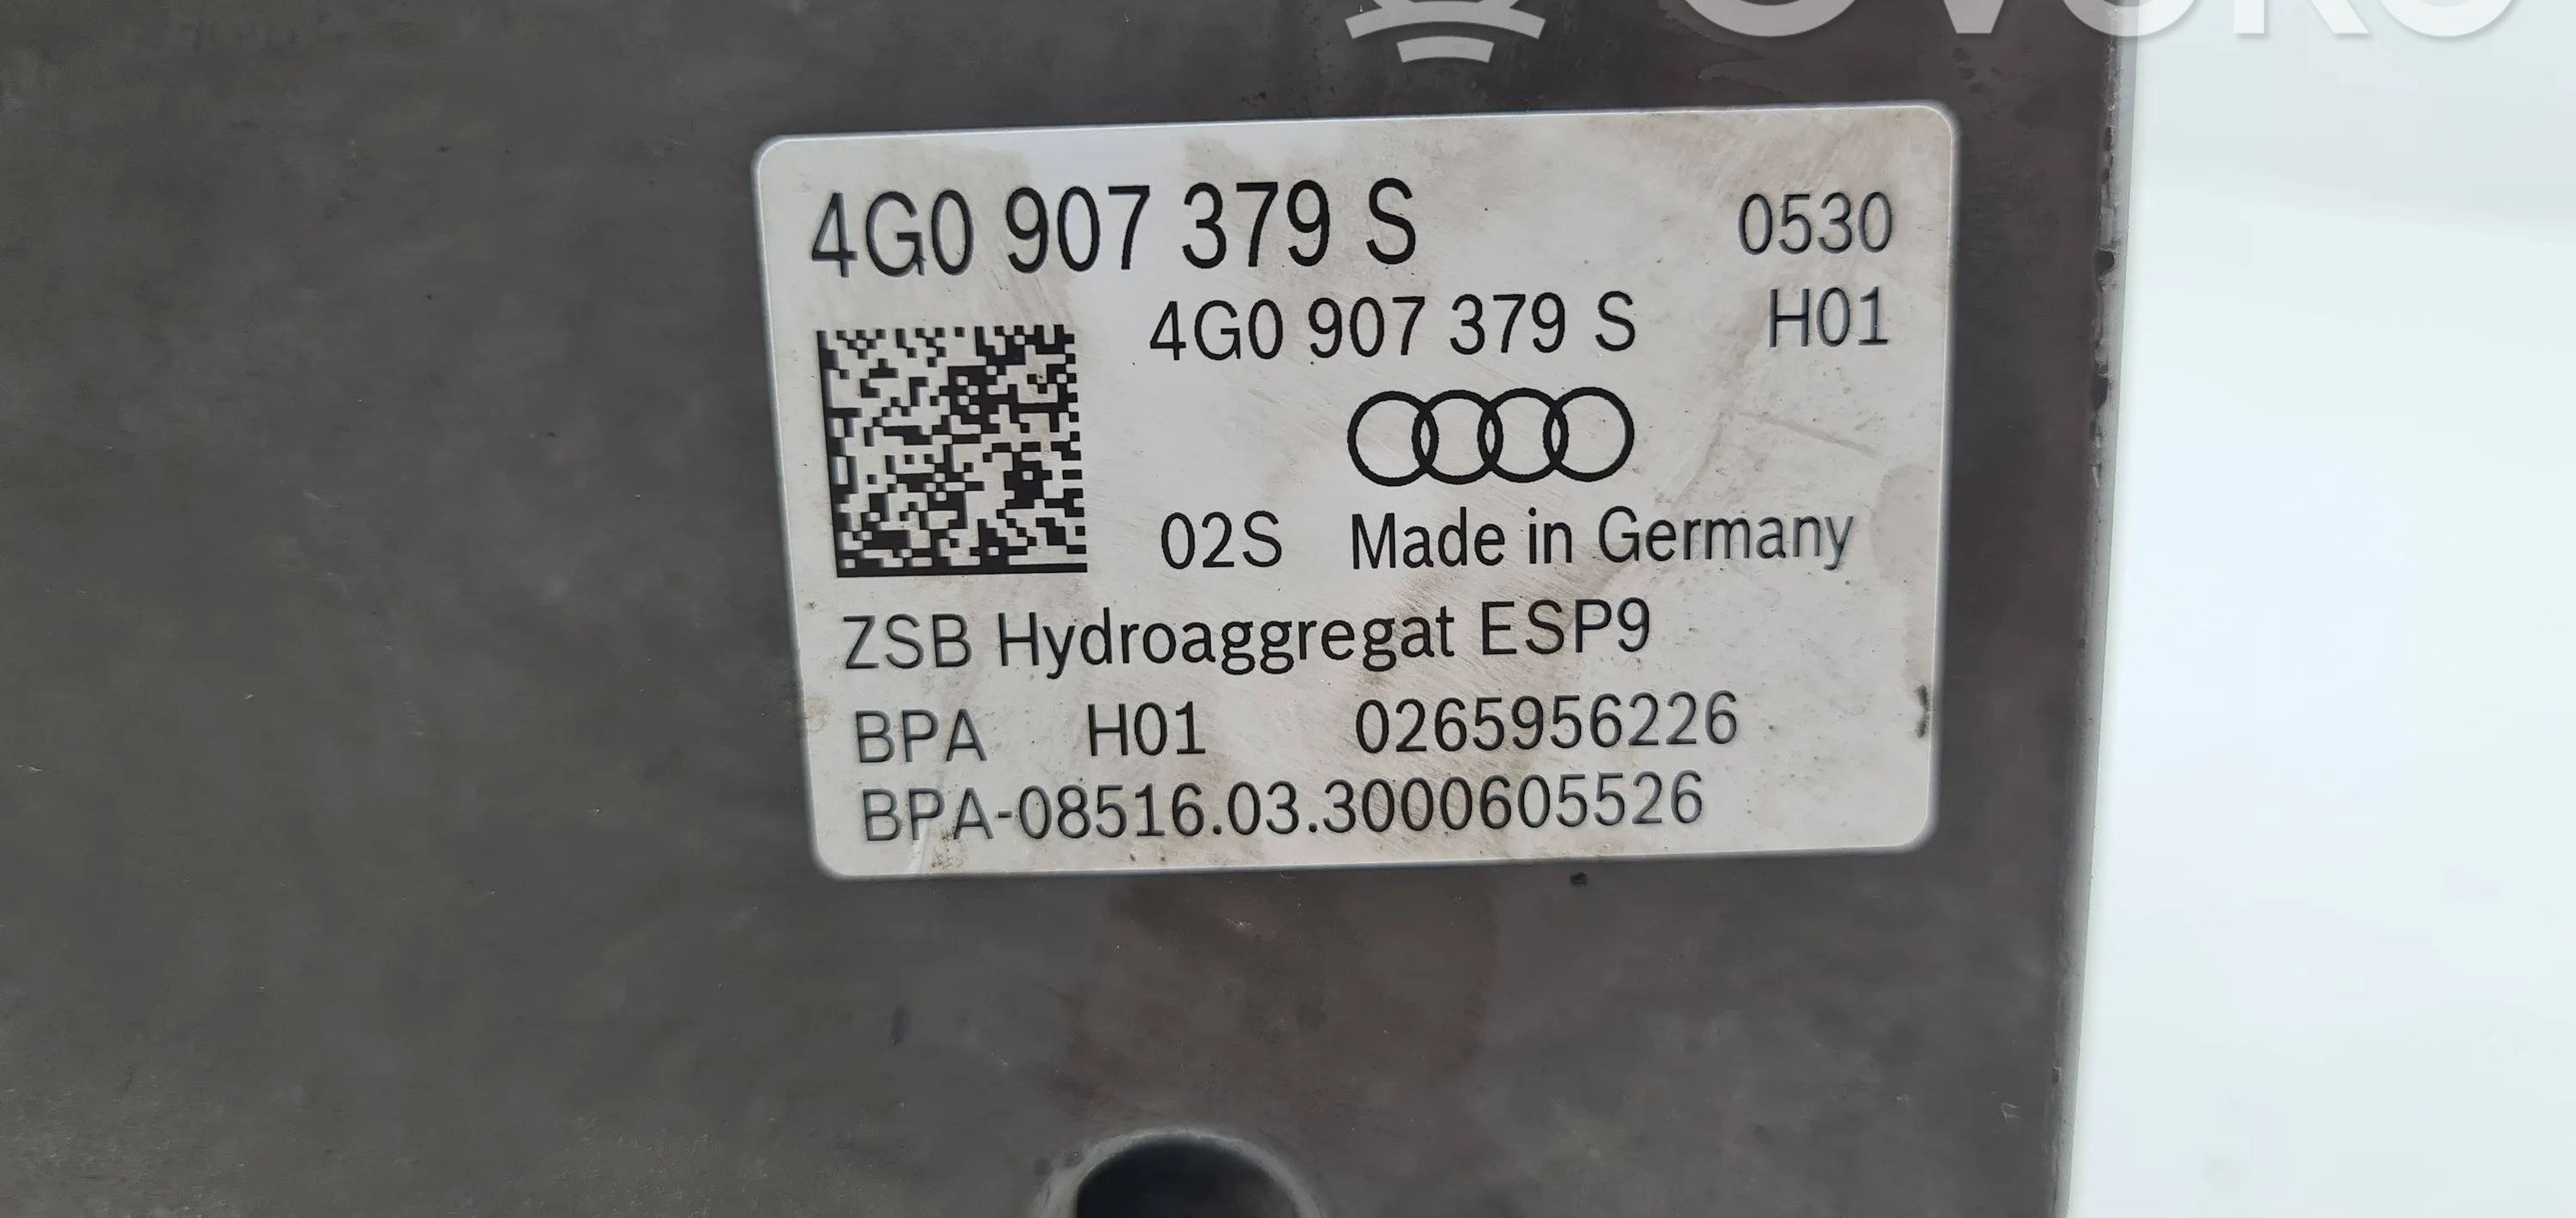 OVOKO
4G0 907 379 S 0530
4G0 907 379 S H01
02S Made in Germany
ZSB Hydroaggregat ESP9
BPA H01 0265956226
BPA-08516.03.3000605526